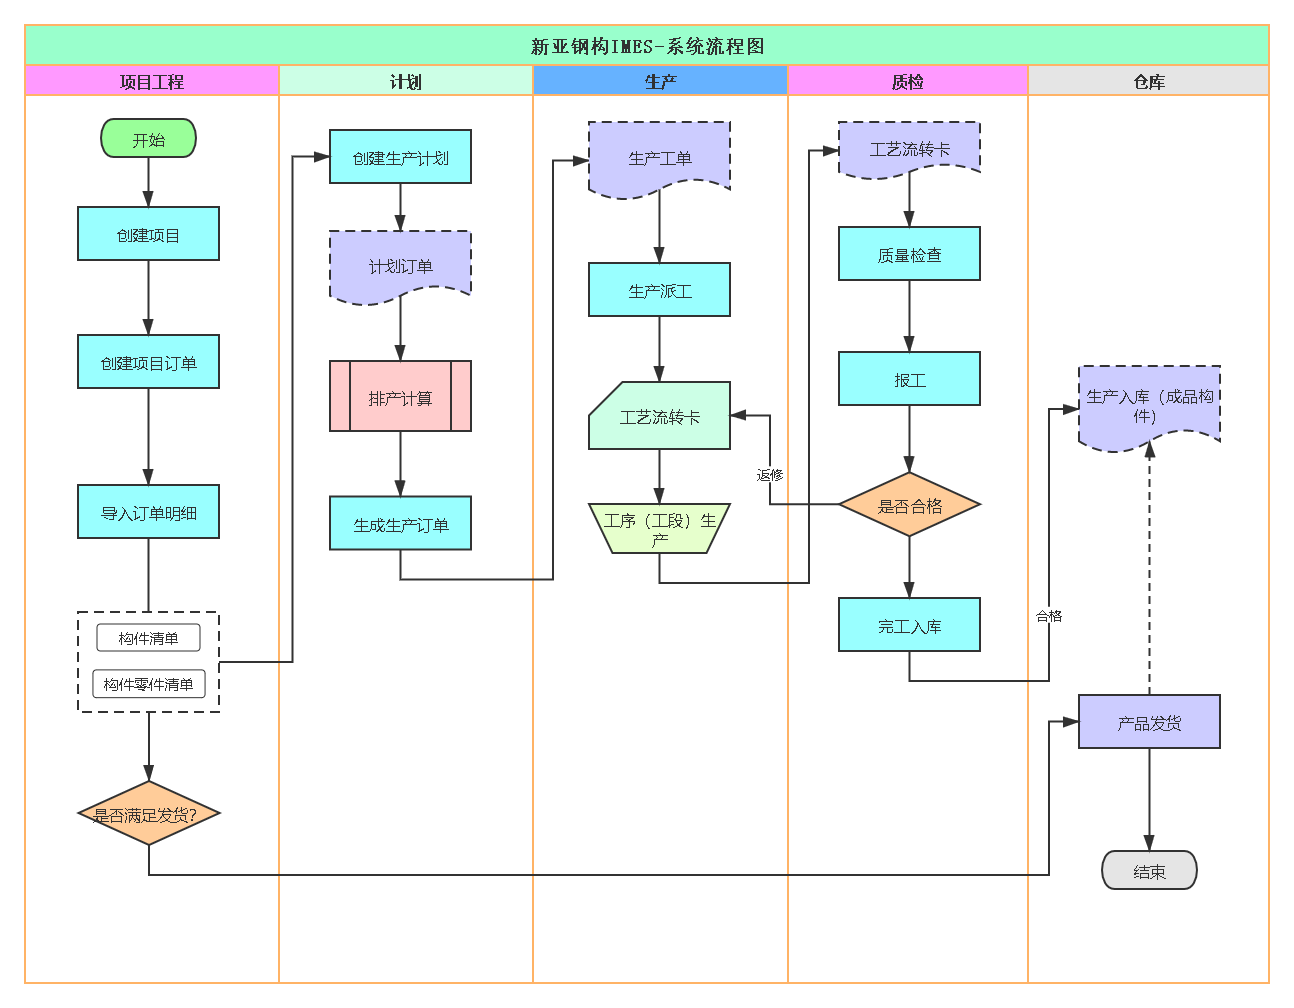 新亚钢构IMES-系统流程图
项目工程
计划
生产
质检
仓库
开始
创建项目
创建项目订单
导入订单明细
构件清单
构件零件清单
是否满足发货?
创建生产计划
计划订单
排产计算
生成生产订单
生产工单
生产派工
工艺流转卡
工序（工段）生
产
工艺流转卡
质量检查
报工
返修
是否合格
完工入库
合格
生产入库（成品构
件）
产品发货
结束